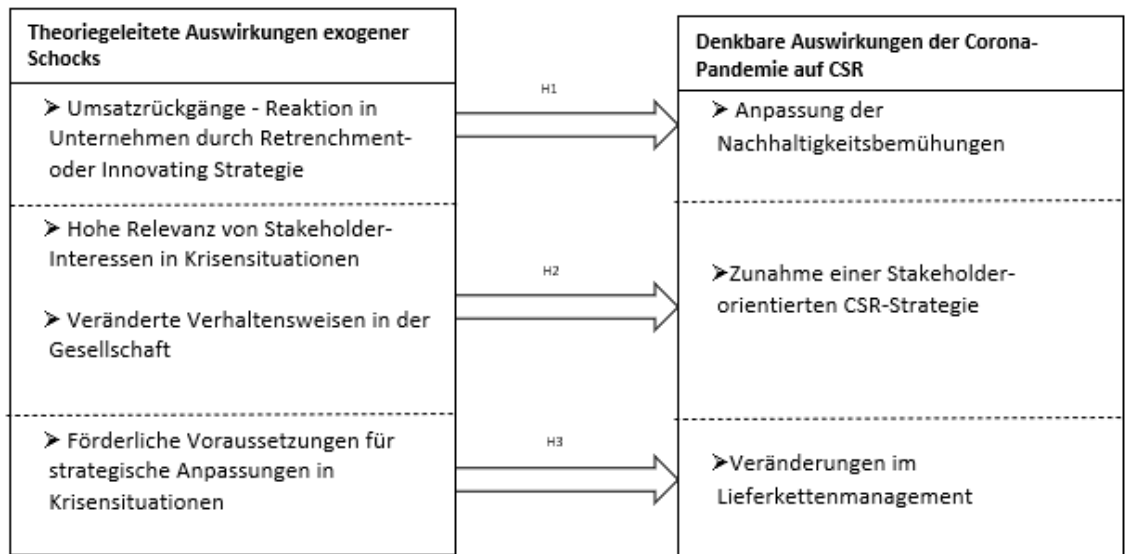 Theoriegeleitete Auswirkungen exogener
Schocks
➤ Umsatzrückgänge - Reaktion in
Unternehmen durch Retrenchment-
oder Innovating Strategie
➤ Hohe Relevanz von Stakeholder-
Interessen in Krisensituationen
➤ Veränderte Verhaltensweisen in der
Gesellschaft
➤ Förderliche Voraussetzungen für
strategische Anpassungen in
Krisensituationen
H1
H2
H3
Denkbare Auswirkungen der Corona-
Pandemie auf CSR
➤ Anpassung der
Nachhaltigkeitsbemühungen
➤Zunahme einer Stakeholder-
orientierten CSR-Strategie
➤Veränderungen im
Lieferkettenmanagement